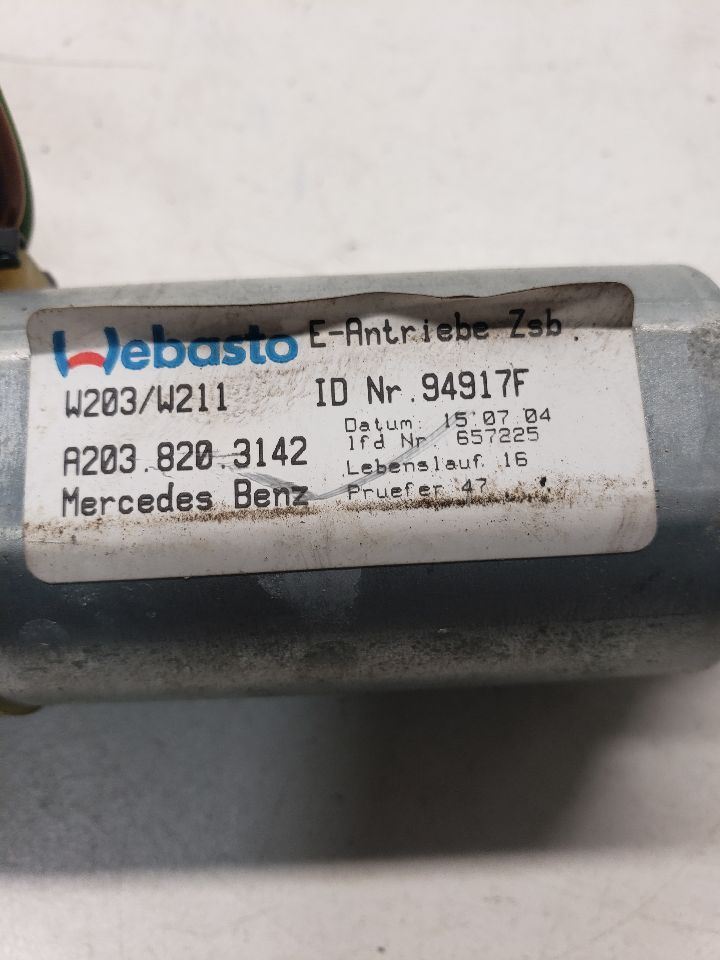 Webasto E-Antriebe Zsb.
W203/W211 ID Nr.94917F
Datum: 15.07.04
lfd Nr. 657225
A203.820.3142
Lebenslauf 16
Mercedes Benz
Pruefer 47